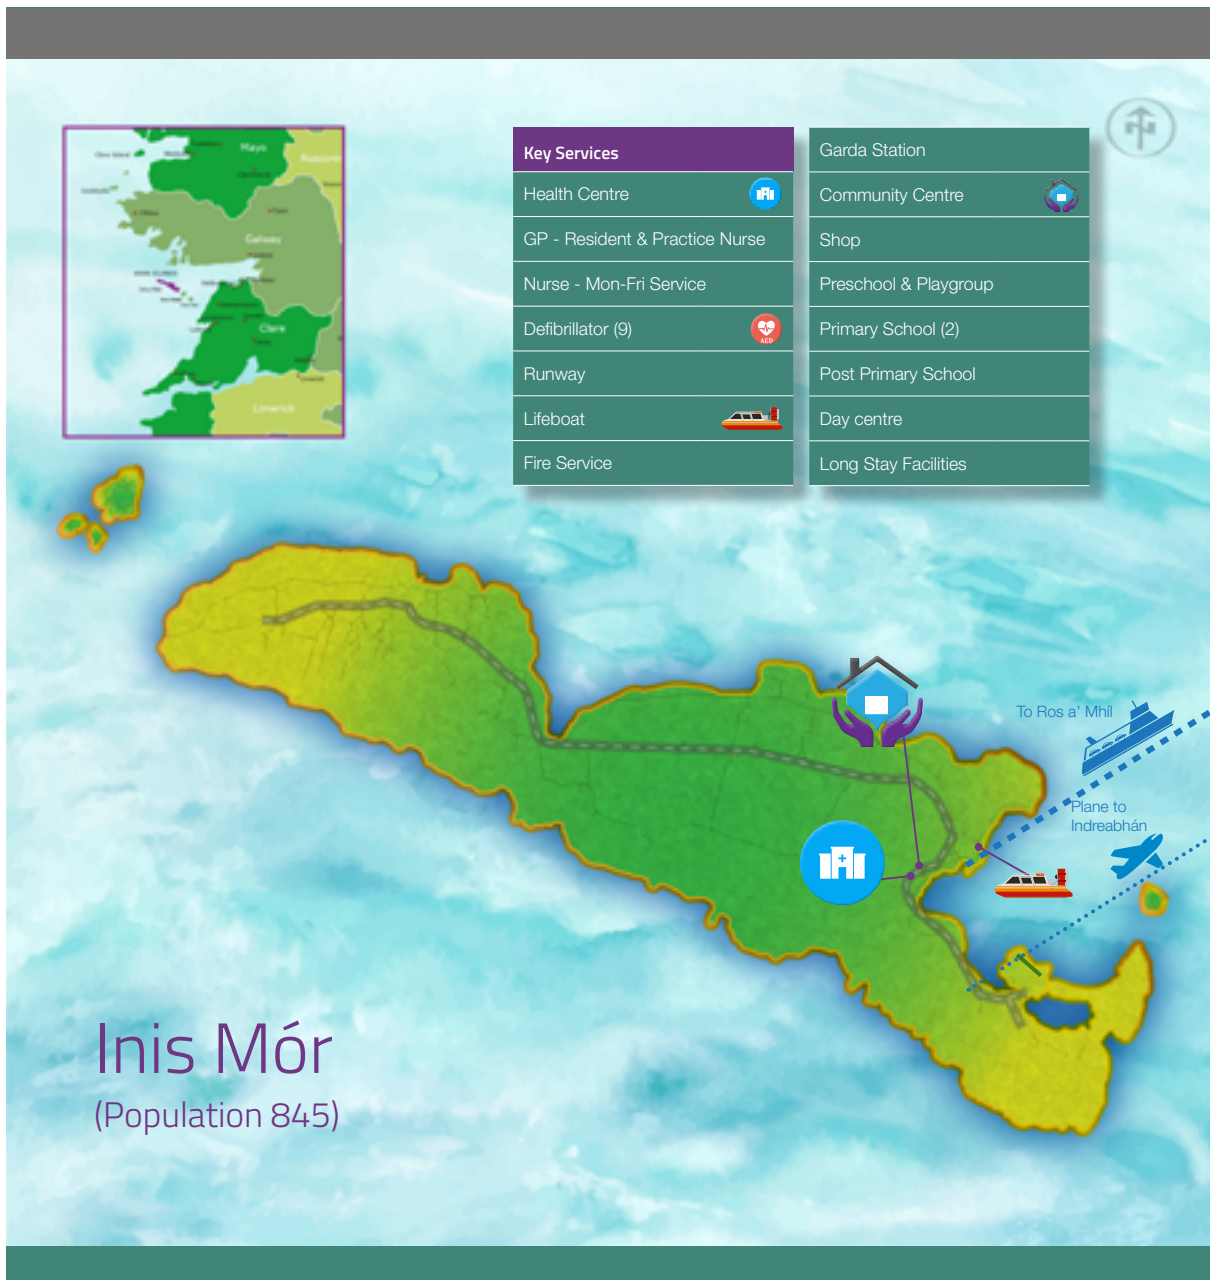 Mayo
Galway
Clare
Limerick
Key Services
Health Centre
GP - Resident & Practice Nurse
Nurse - Mon-Fri Service
Defibrillator (9)
AED
Runway
Lifeboat
Fire Service
Garda Station
Community Centre
Shop
Preschool & Playgroup
Primary School (2)
Post Primary School
Day centre
Long Stay Facilities
To Ros a’ Mhíl
Plane to
Indreabhán
Inis Mór
(Population 845)